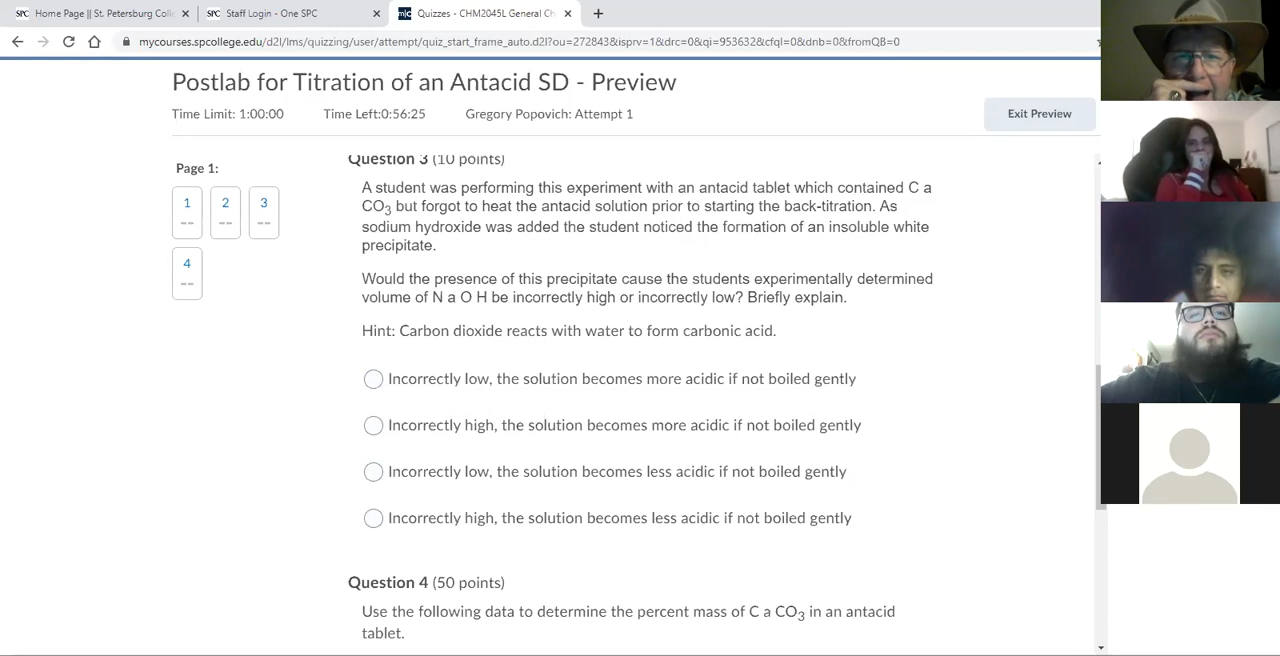 SPC Home Page || St. Petersburg Coll
SPC Staff Login - One SPC
m|c Quizzes - CHM2045L General Ch
mycourses.spcollege.edu/d2l/lms/quizzing/user/attempt/quiz_start_frame_auto.d2l?ou=272843&isprv=1&drc=0&qi=953632&cfql=0&dnb=0&fromQB=0
Postlab for Titration of an Antacid SD - Preview
Time Limit: 1:00:00 Time Left:0:56:25 Gregory Popovich: Attempt 1
Exit Preview
Page 1:
1 2 3
-- -- --
4
--
Question 3 (10 points)
A student was performing this experiment with an antacid tablet which contained C a
CO3 but forgot to heat the antacid solution prior to starting the back-titration. As
sodium hydroxide was added the student noticed the formation of an insoluble white
precipitate.
Would the presence of this precipitate cause the students experimentally determined
volume of N a O H be incorrectly high or incorrectly low? Briefly explain.
Hint: Carbon dioxide reacts with water to form carbonic acid.
Incorrectly low, the solution becomes more acidic if not boiled gently
Incorrectly high, the solution becomes more acidic if not boiled gently
Incorrectly low, the solution becomes less acidic if not boiled gently
Incorrectly high, the solution becomes less acidic if not boiled gently
Question 4 (50 points)
Use the following data to determine the percent mass of C a CO3 in an antacid
tablet.